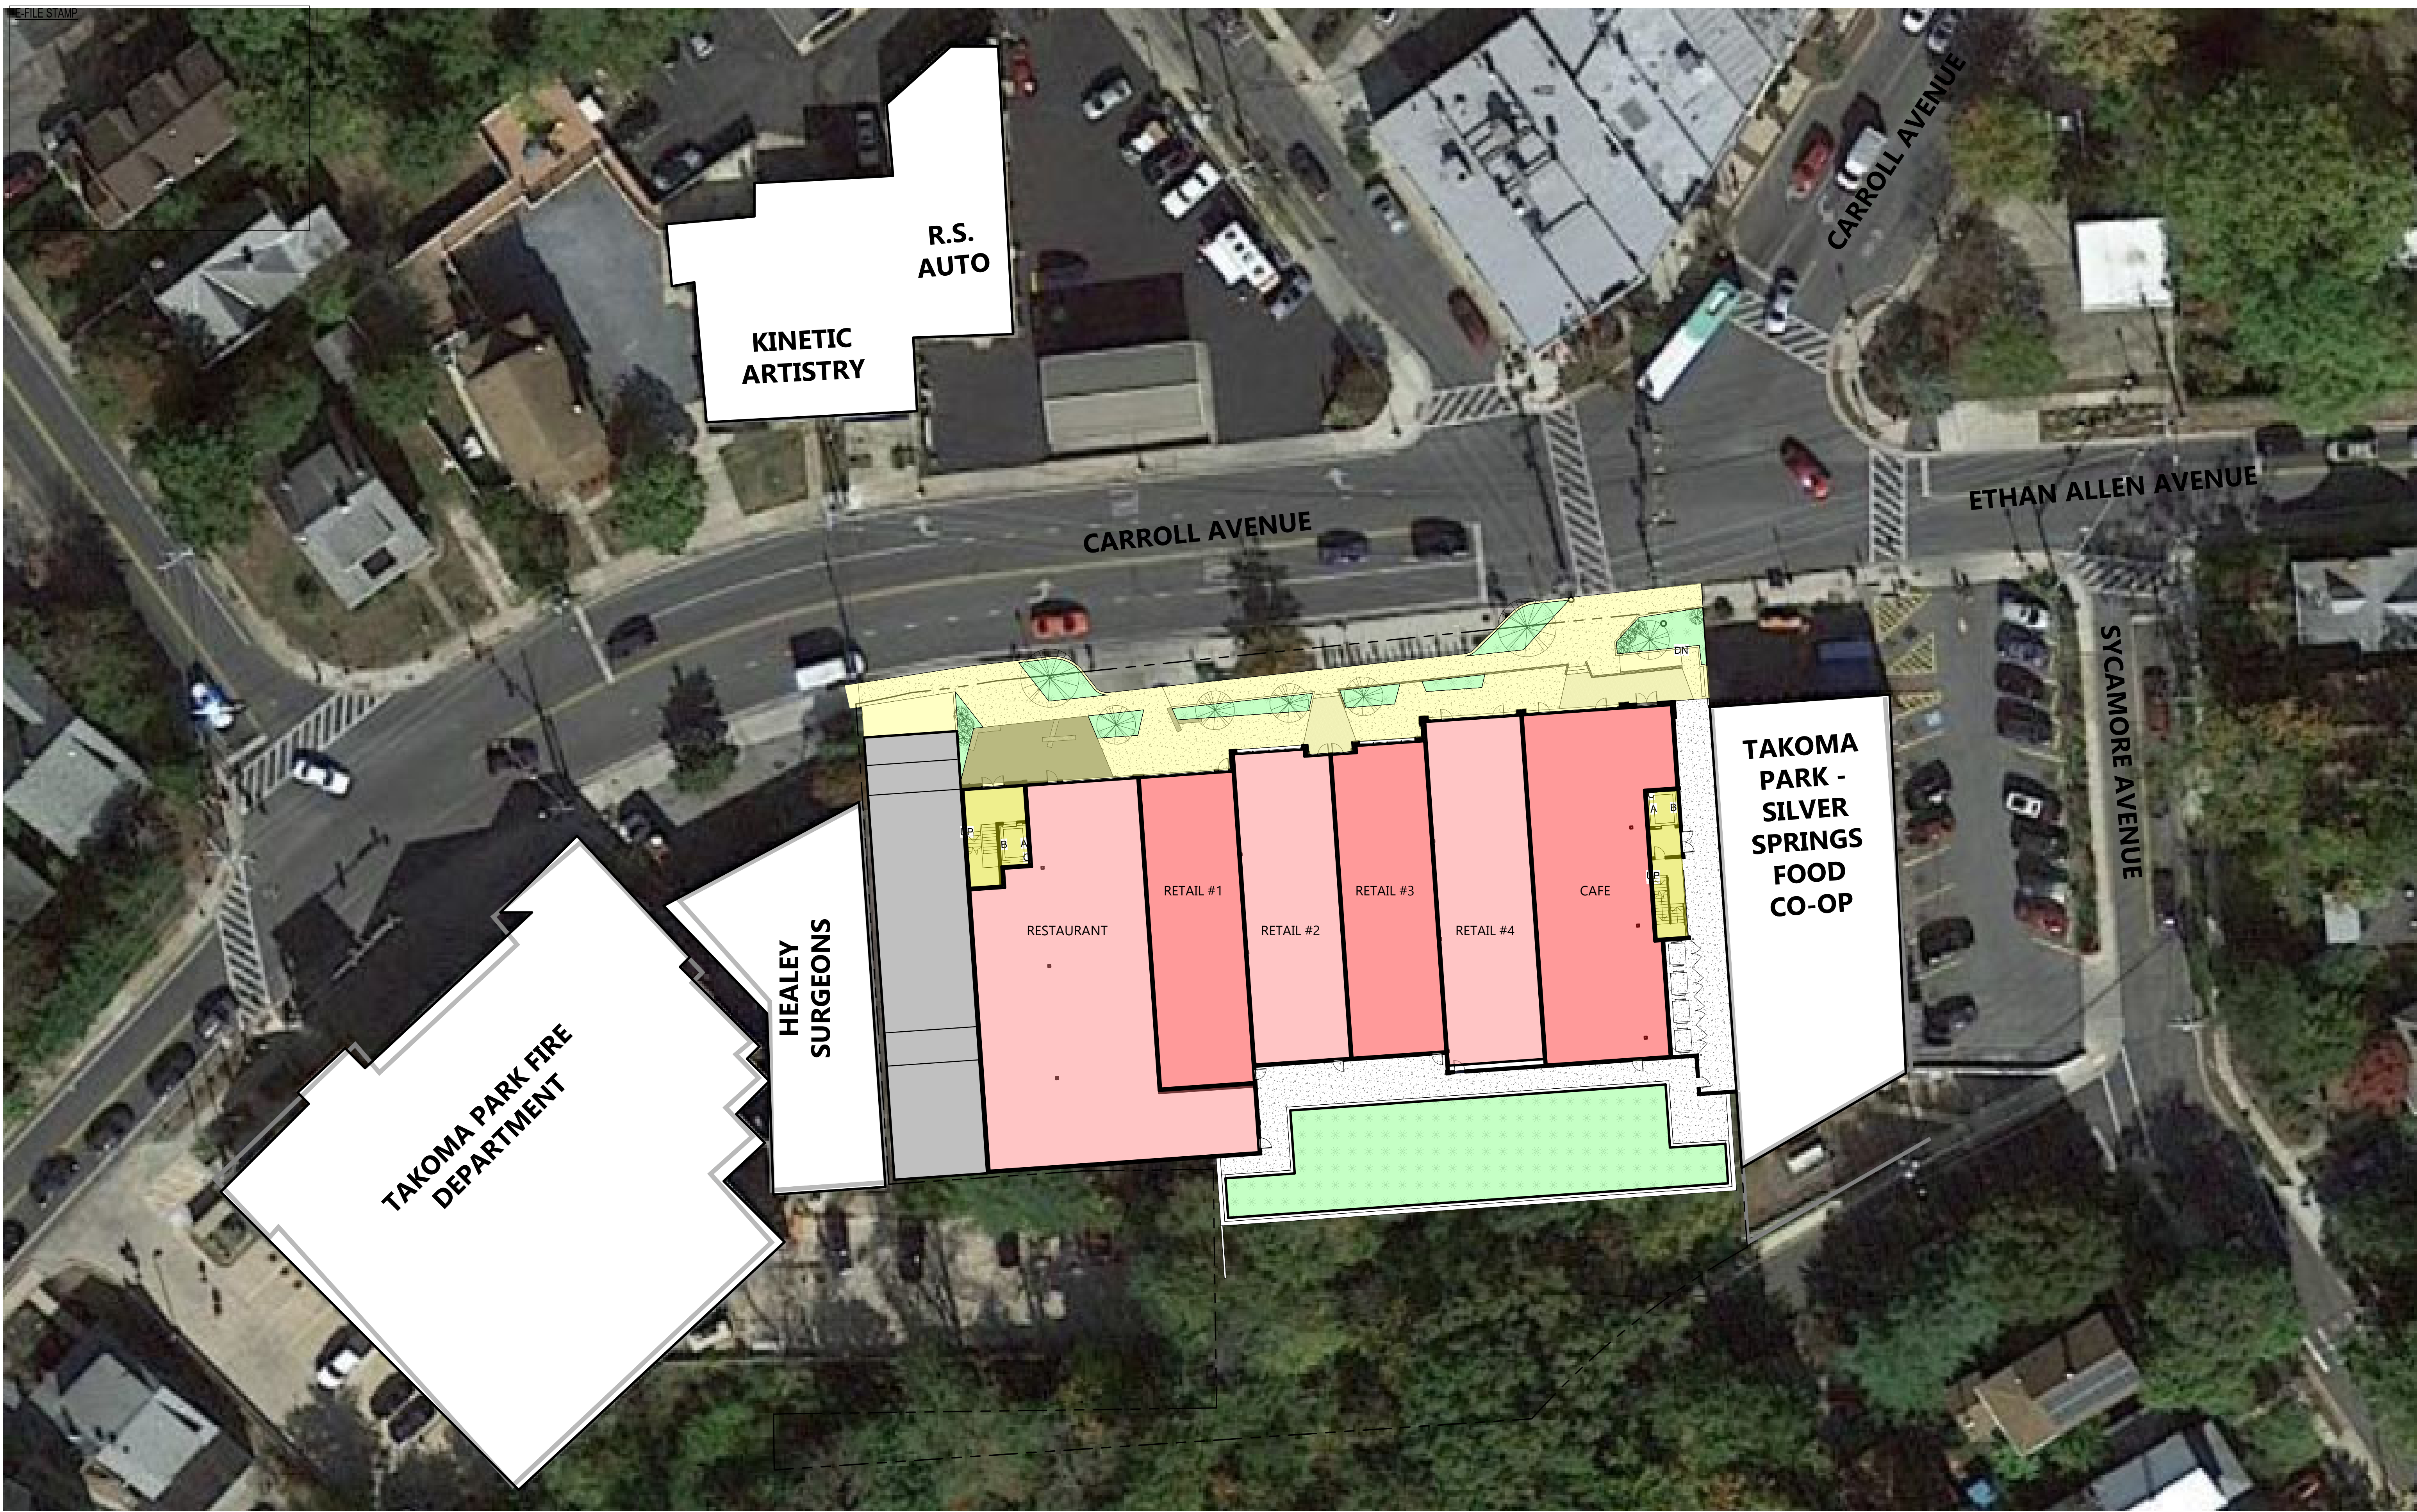 E-FILE STAMP
CARROLL AVENUE
R.S.
AUTO
KINETIC
ARTISTRY
ETHAN ALLEN AVENUE
CARROLL AVENUE
SYCAMORE AVENUE
DN
TAKOMA
PARK -
SILVER
SPRINGS
FOOD
CO-OP
UP
B A
C
RETAIL #1
RETAIL #3
CAFE
C
A B
UP
RESTAURANT
RETAIL #2
RETAIL #4
HEALEY
SURGEONS
TAKOMA PARK FIRE
DEPARTMENT